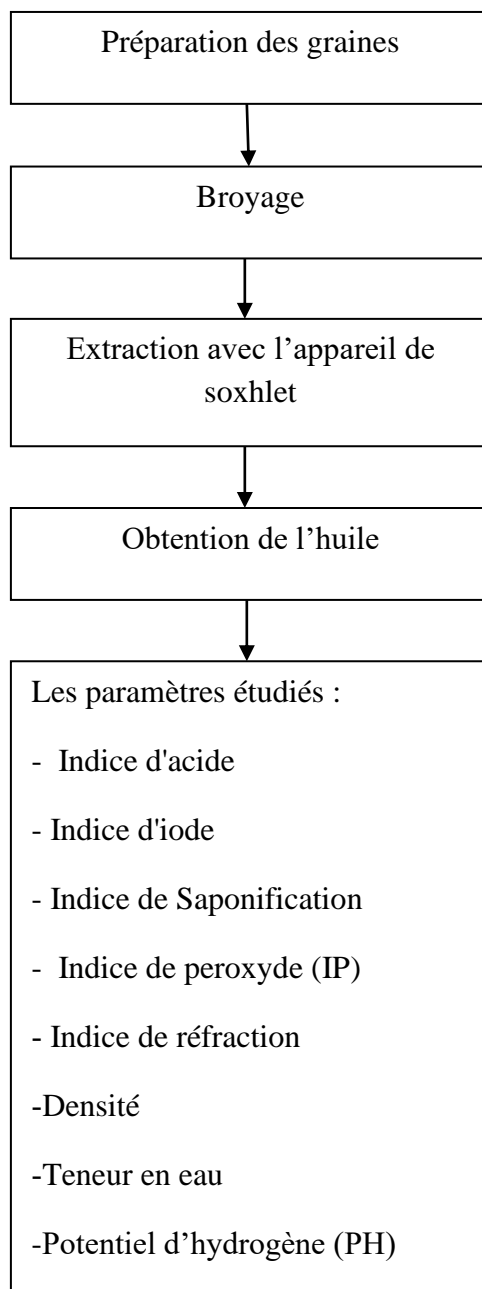 Préparation des graines
Broyage
Extraction avec l’appareil de
soxhlet
Obtention de l’huile
Les paramètres étudiés :
- Indice d'acide
- Indice d'iode
- Indice de Saponification
- Indice de peroxyde (IP)
- Indice de réfraction
-Densité
-Teneur en eau
-Potentiel d’hydrogène (PH)